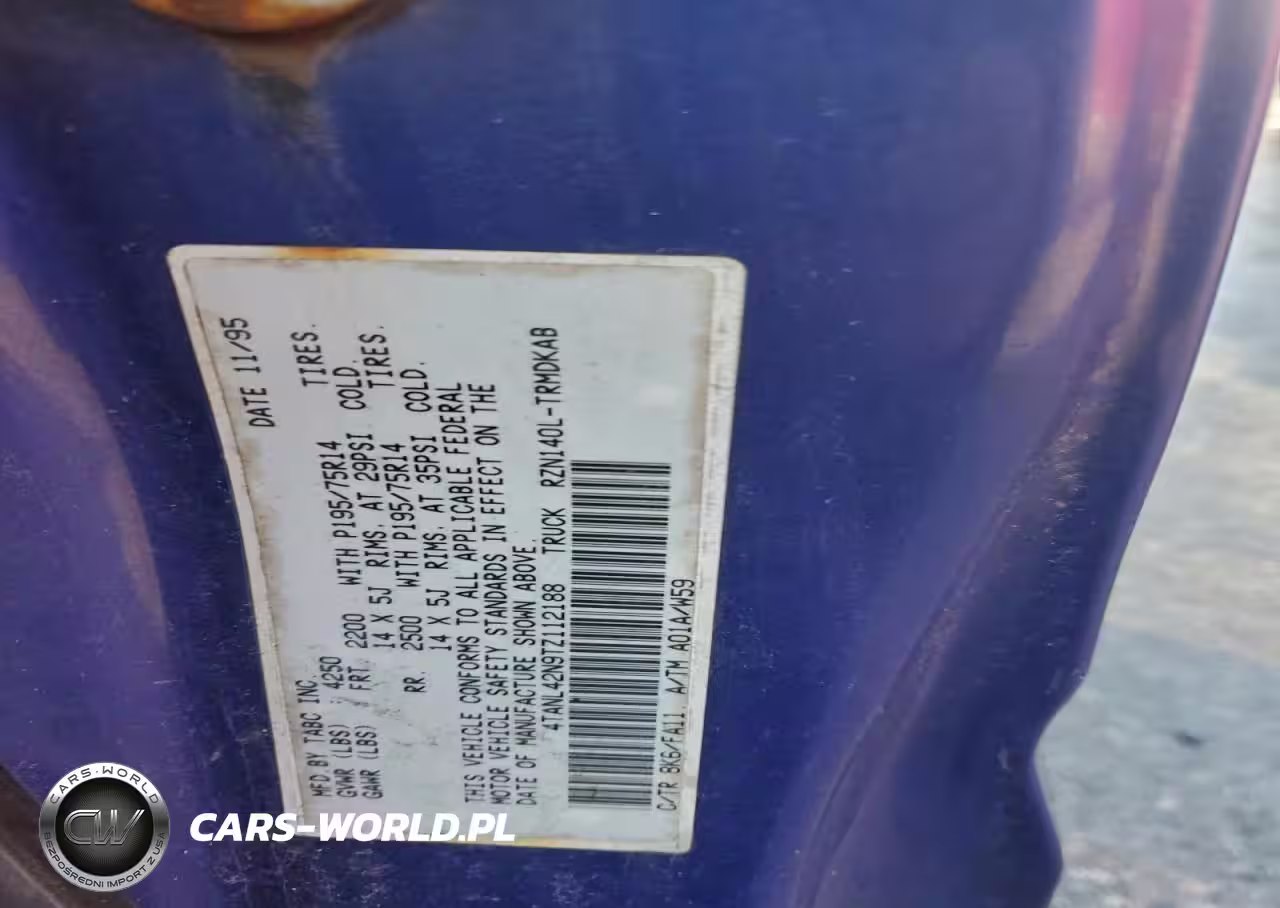 DATE 11/95
MFD.BY TABC INC.
GVWR (LBS) : 4250
GAWR (LBS) FRT. 2200 WITH P195/75R14 TIRES.
14 X 5J RIMS, AT 29PSI COLD.
RR. 2500 WITH P195/75R14 TIRES.
14 X 5J RIMS, AT 35PSI COLD.
THIS VEHICLE CONFORMS TO ALL APPLICABLE FEDERAL
MOTOR VEHICLE SAFETY STANDARDS IN EFFECT ON THE
DATE OF MANUFACTURE SHOWN ABOVE.
4TANL42N9TZ112188 TRUCK RZN140L-TRMDKAB
C/TR 8K6/FA11 A/TM A01A/W59
CARS-WORLD
CW
BEZPOŚREDNI IMPORT Z USA
CARS-WORLD.PL